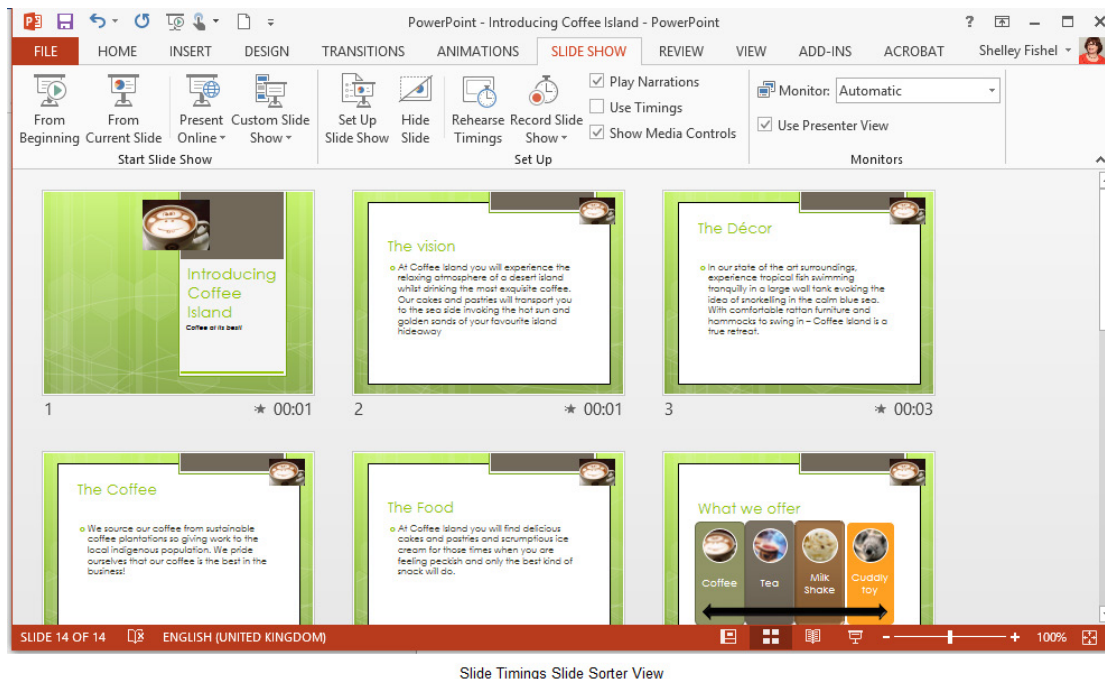 PowerPoint - Introducing Coffee Island - PowerPoint
FILE HOME INSERT DESIGN TRANSITIONS ANIMATIONS SLIDE SHOW REVIEW VIEW ADD-INS ACROBAT Shelley Fishel
From Beginning
From Current Slide
Present Online
Custom Slide Show
Start Slide Show
Set Up Slide Show
Hide Slide
Rehearse Timings
Record Slide Show
Play Narrations
Use Timings
Show Media Controls
Set Up
Monitor: Automatic
Use Presenter View
Monitors
Introducing
Coffee
Island
Coffee at its best!
1 00:01
The vision
At Coffee Island you will experience the
relaxing atmosphere of a desert island
whilst drinking the most exquisite coffee.
Our cakes and pastries will transport you
to the sea side invoking the hot sun and
golden sands of your favourite island
hideaway
2 00:01
The Décor
In our state of the art surroundings,
experience tropical fish swimming
tranquilly in a large wall tank evoking the
idea of snorkelling in the calm blue sea.
With comfortable rattan furniture and
hammocks to swing in – Coffee Island is a
true retreat.
3 00:03
The Coffee
We source our coffee from sustainable
coffee plantations so giving work to the
local indigenous population. We pride
ourselves that our coffee is the best in the
business!
The Food
At Coffee Island you will find delicious
cakes and pastries and scrumptious ice
cream for those times when you are
feeling peckish and only the best kind of
snack will do.
What we offer
Coffee
Tea
Milk
Shake
Cuddly
toy
SLIDE 14 OF 14 ENGLISH (UNITED KINGDOM) 100%
Slide Timings Slide Sorter View